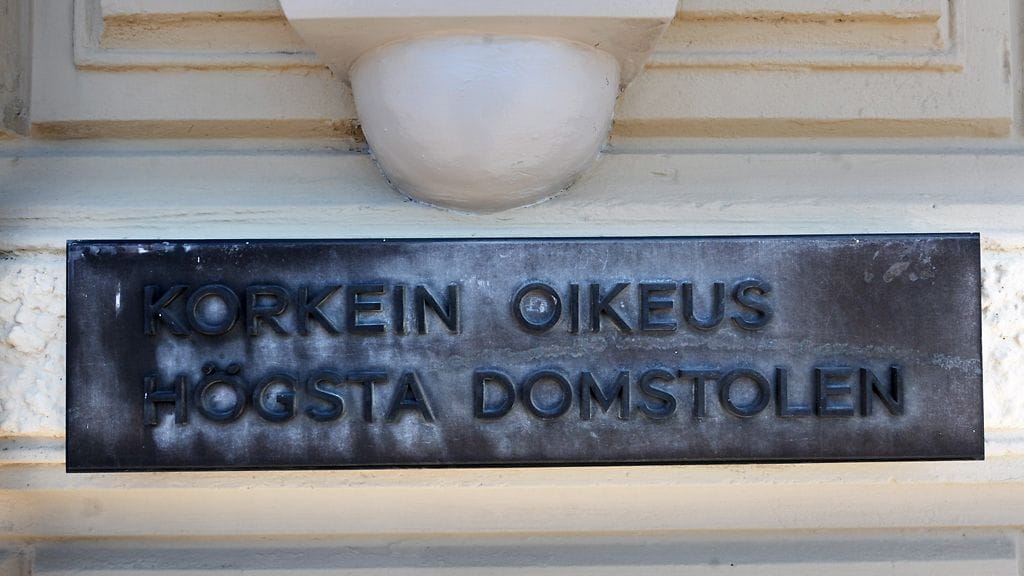 KORKEIN OIKEUS
HÖGSTA DOMSTOLEN